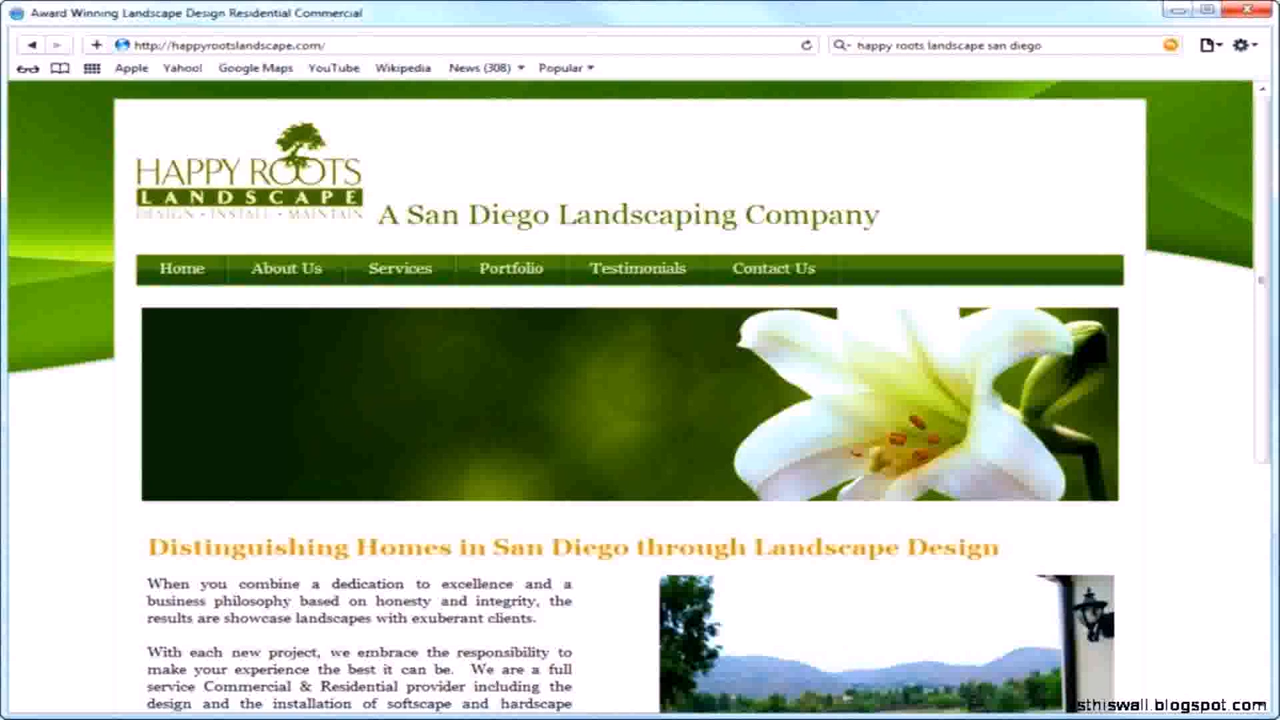 Award Winning Landscape Design Residential Commercial
http://happyrootslandscape.com/
happy roots landscape san diego
Apple Yahoo! Google Maps YouTube Wikipedia News (308) Popular
HAPPY ROOTS
LANDSCAPE
DESIGN • INSTALL • MAINTAIN
A San Diego Landscaping Company
Home About Us Services Portfolio Testimonials Contact Us
Distinguishing Homes in San Diego through Landscape Design
When you combine a dedication to excellence and a
business philosophy based on honesty and integrity, the
results are showcase landscapes with exuberant clients.
With each new project, we embrace the responsibility to
make your experience the best it can be. We are a full
service Commercial & Residential provider including the
design and the installation of softscape and hardscape
sthiswall.blogspot.com